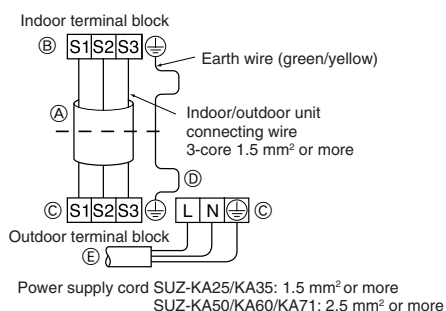 Indoor terminal block
Ⓑ S1 S2 S3
Earth wire (green/yellow)
Ⓐ
Indoor/outdoor unit
connecting wire
3-core 1.5 mm² or more
Ⓓ
Ⓒ S1 S2 S3 L N Ⓒ
Outdoor terminal block
Ⓔ
Power supply cord SUZ-KA25/KA35: 1.5 mm² or more
SUZ-KA50/KA60/KA71: 2.5 mm² or more